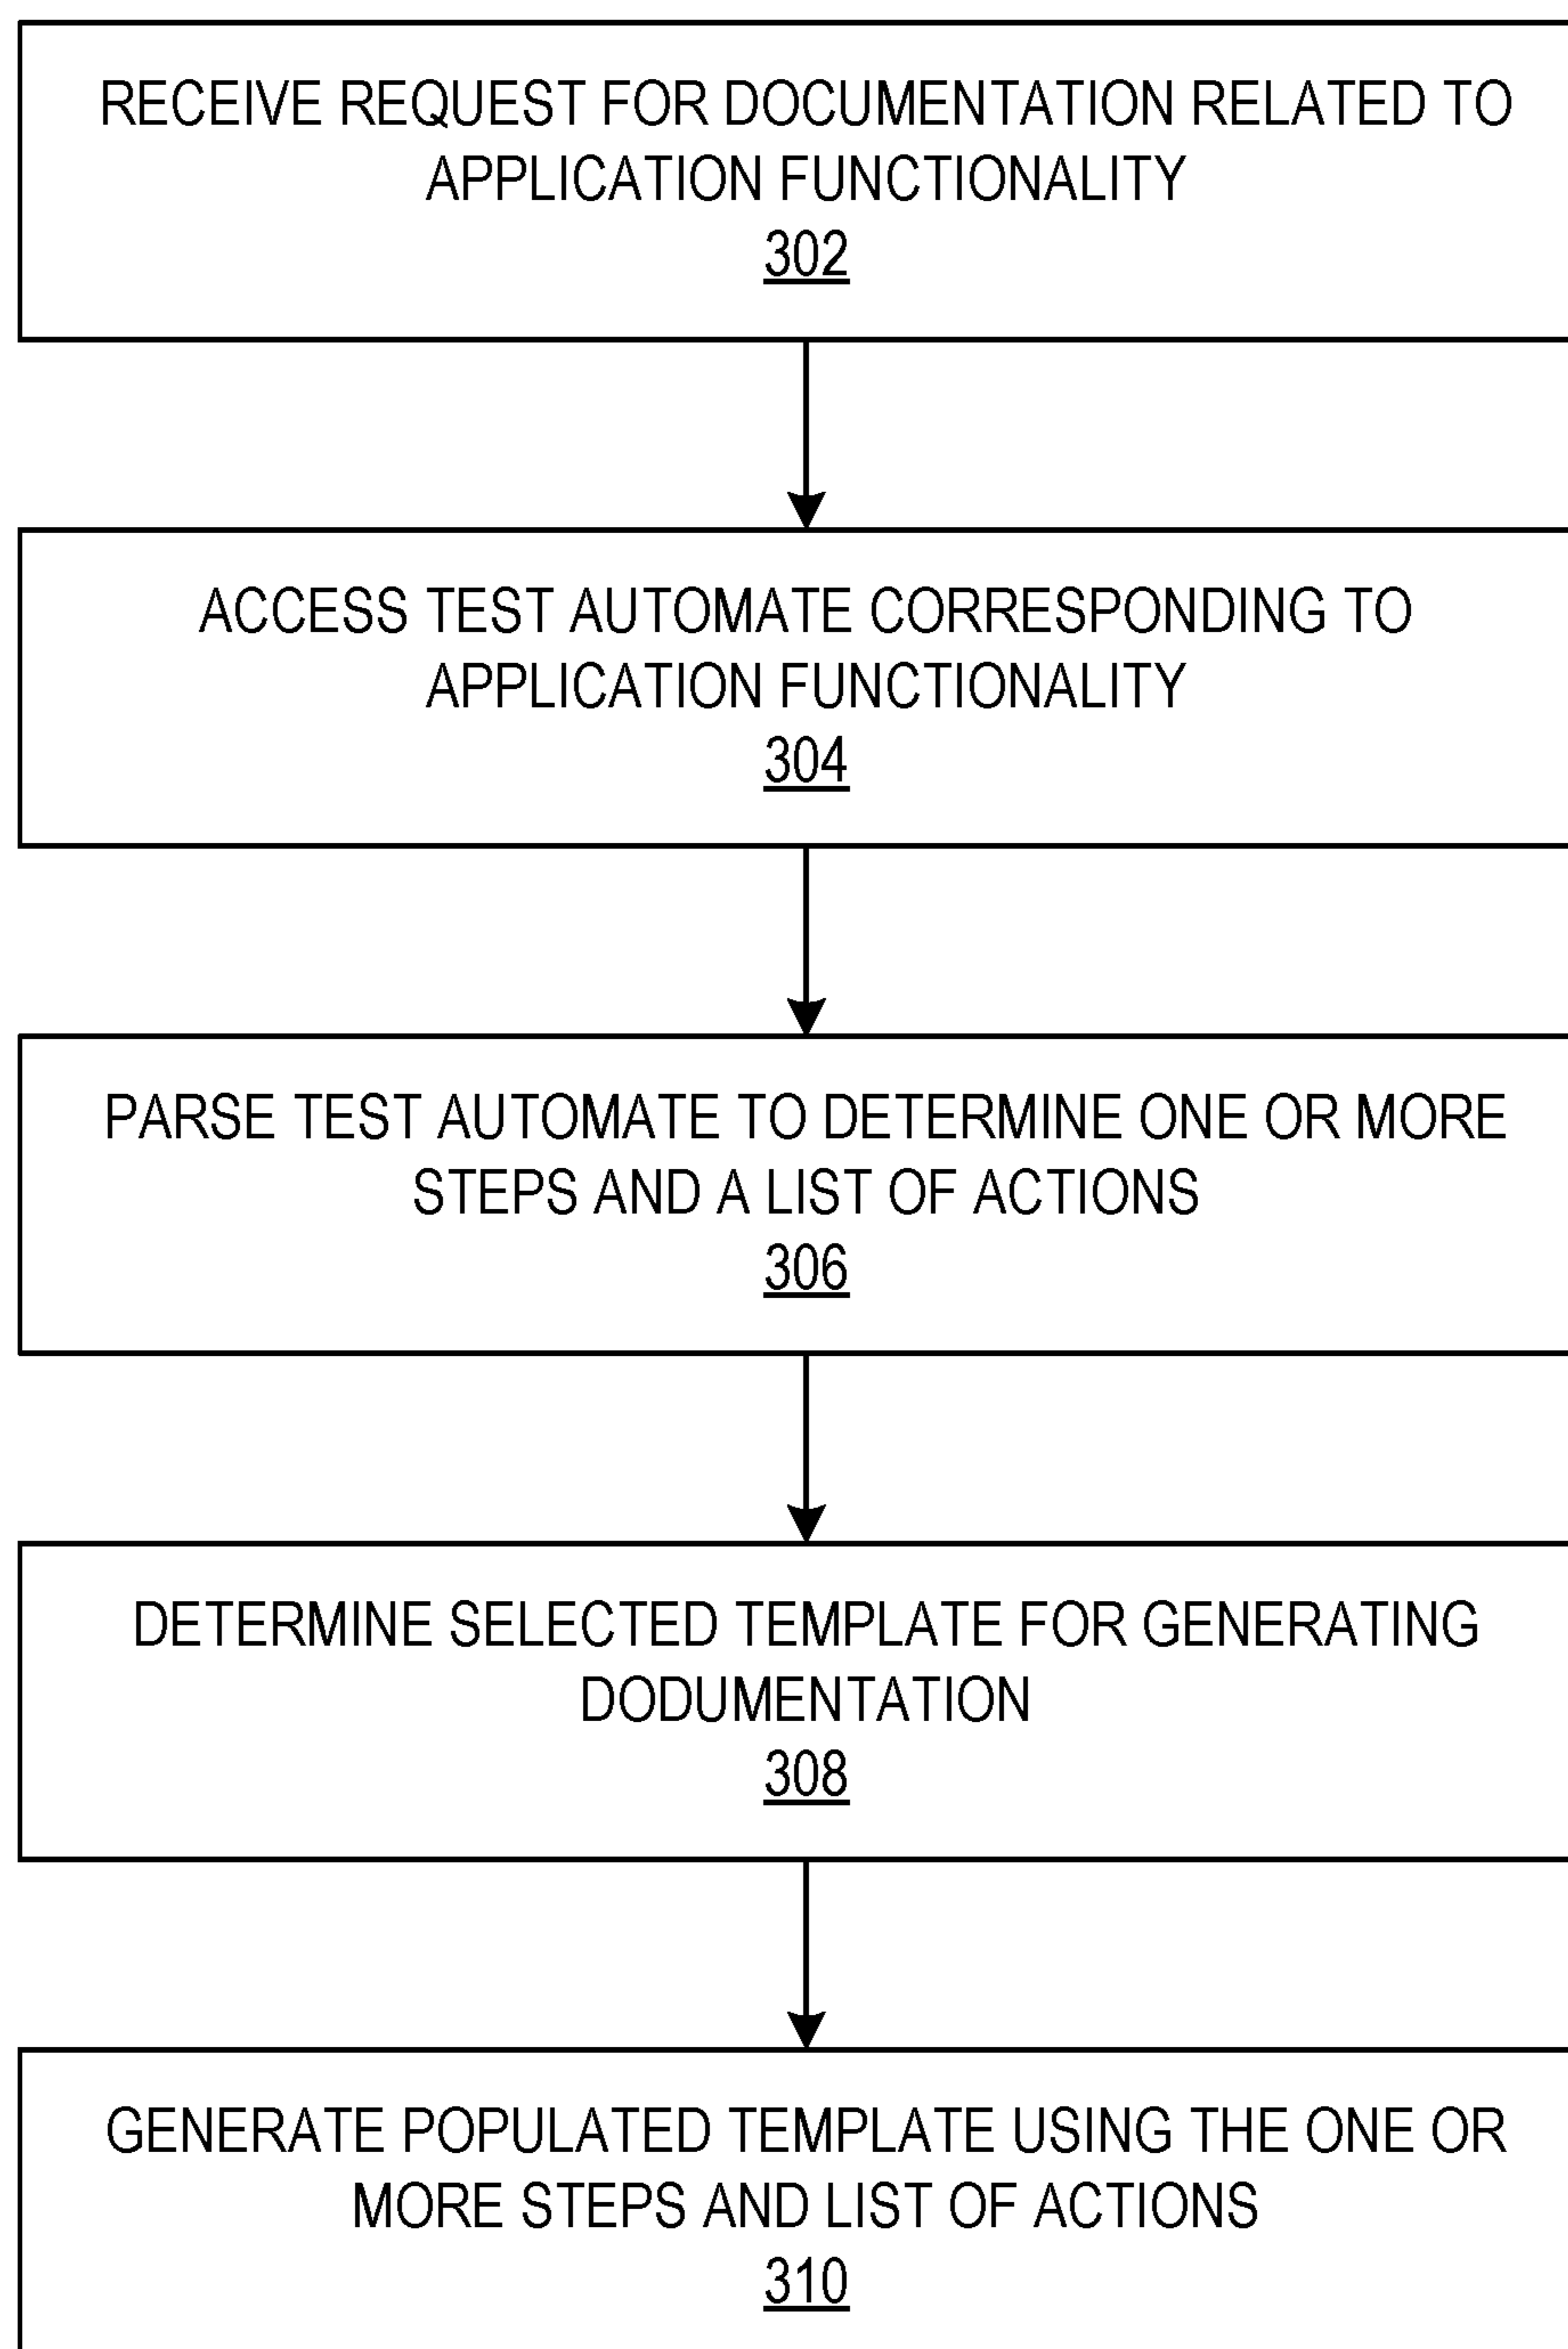 RECEIVE REQUEST FOR DOCUMENTATION RELATED TO
APPLICATION FUNCTIONALITY
302
ACCESS TEST AUTOMATE CORRESPONDING TO
APPLICATION FUNCTIONALITY
304
PARSE TEST AUTOMATE TO DETERMINE ONE OR MORE
STEPS AND A LIST OF ACTIONS
306
DETERMINE SELECTED TEMPLATE FOR GENERATING
DODUMENTATION
308
GENERATE POPULATED TEMPLATE USING THE ONE OR
MORE STEPS AND LIST OF ACTIONS
310